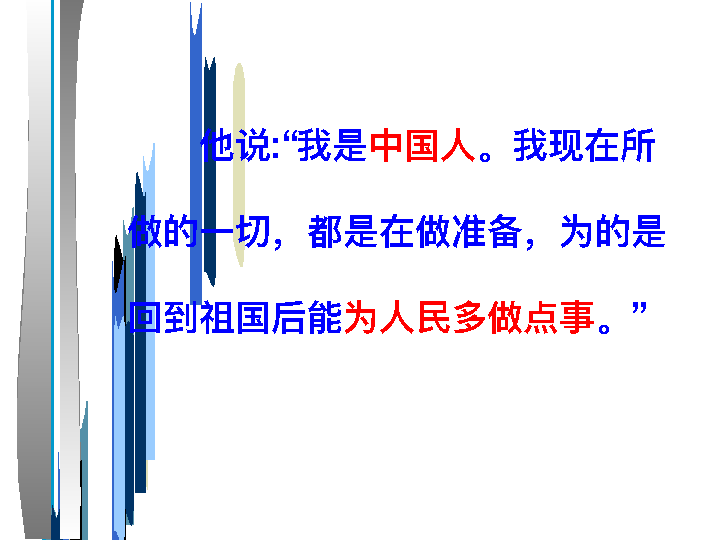 他说:“我是中国人。我现在所
做的一切，都是在做准备，为的是
回到祖国后能为人民多做点事。”